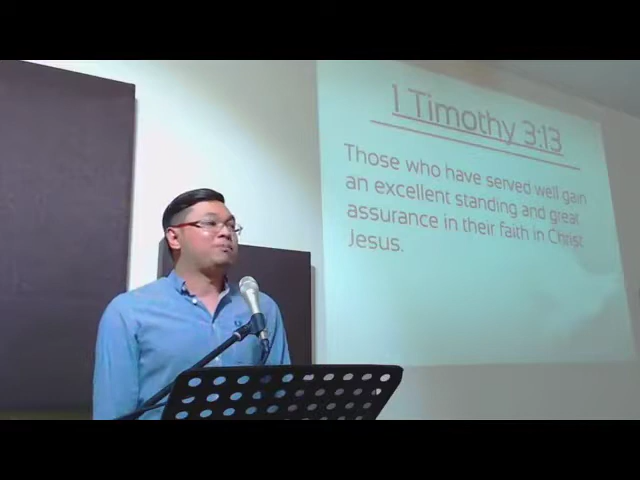 1 Timothy 3:13
Those who have served well gain
an excellent standing and great
assurance in their faith in Christ
Jesus.